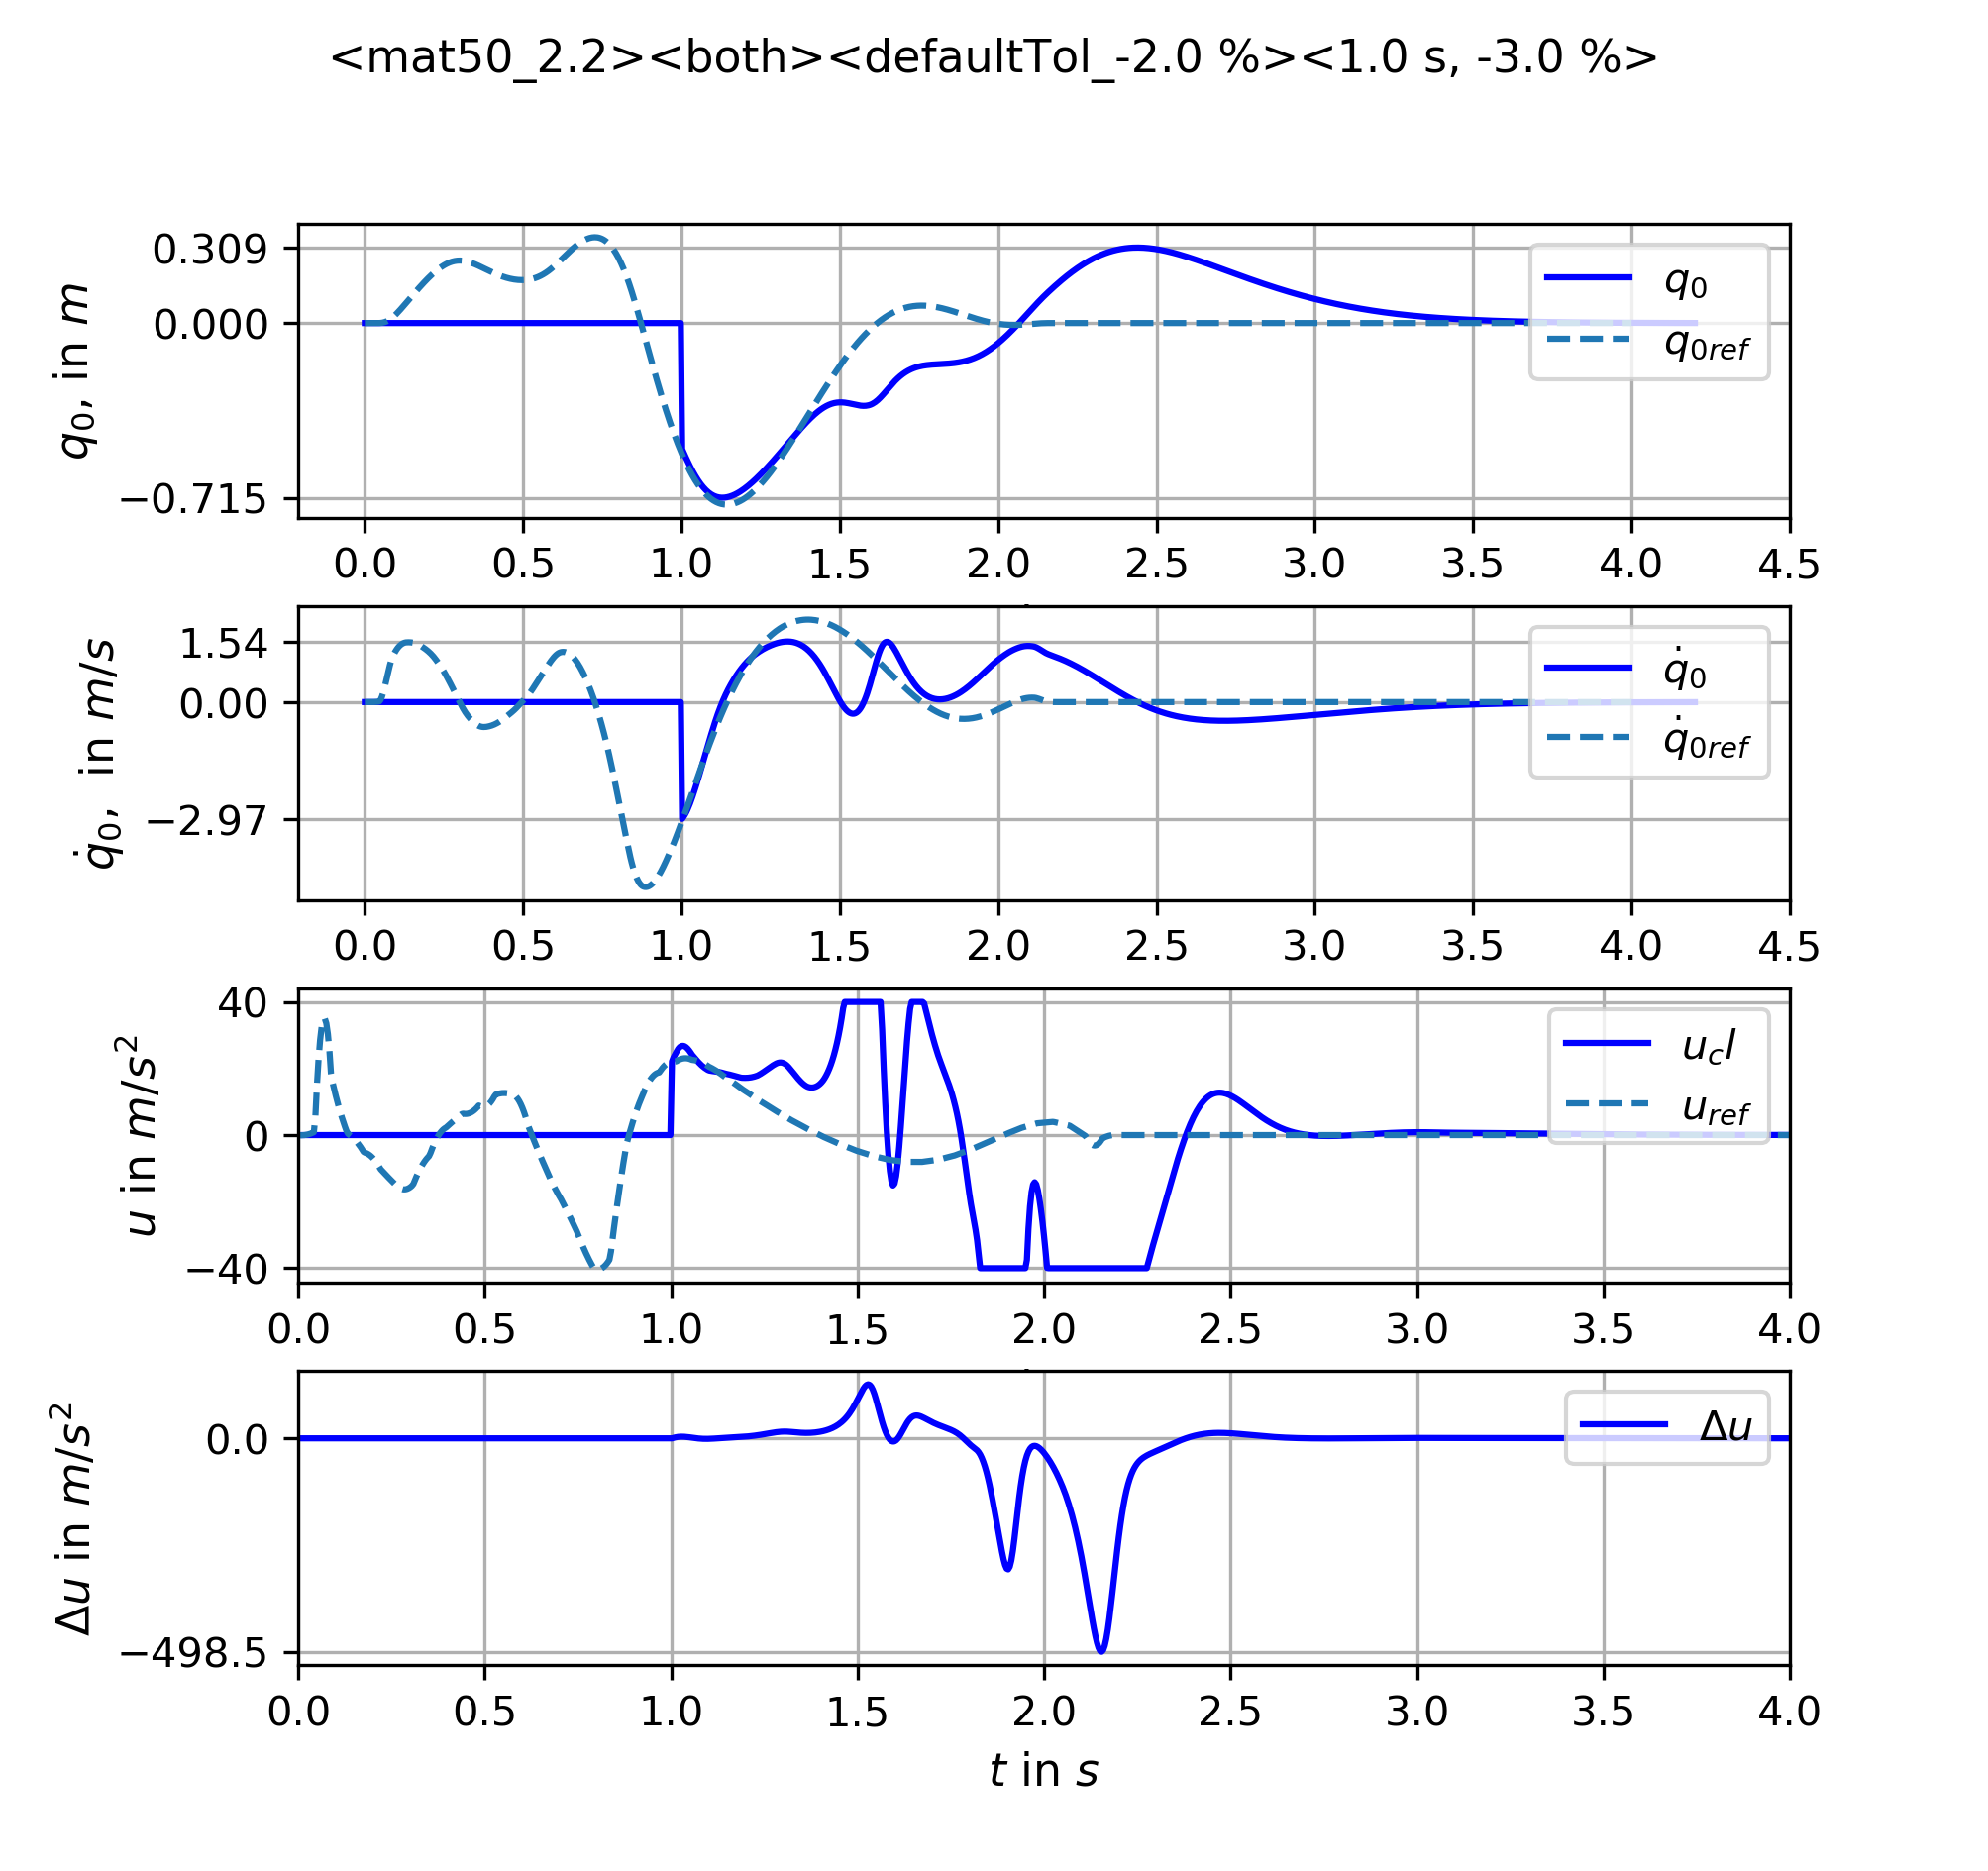 <mat50_2.2><both><defaultTol_-2.0 %><1.0 s, -3.0 %>
q0, in m
0.309
0.000
−0.715
q0
q0ref
0.0 0.5 1.0 1.5 2.0 2.5 3.0 3.5 4.0 4.5
q̇0, in m/s
1.54
0.00
−2.97
q̇0
q̇0ref
0.0 0.5 1.0 1.5 2.0 2.5 3.0 3.5 4.0 4.5
u in m/s²
40
0
−40
ucl
uref
0.0 0.5 1.0 1.5 2.0 2.5 3.0 3.5 4.0
Δu in m/s²
0.0
−498.5
Δu
0.0 0.5 1.0 1.5 2.0 2.5 3.0 3.5 4.0
t in s